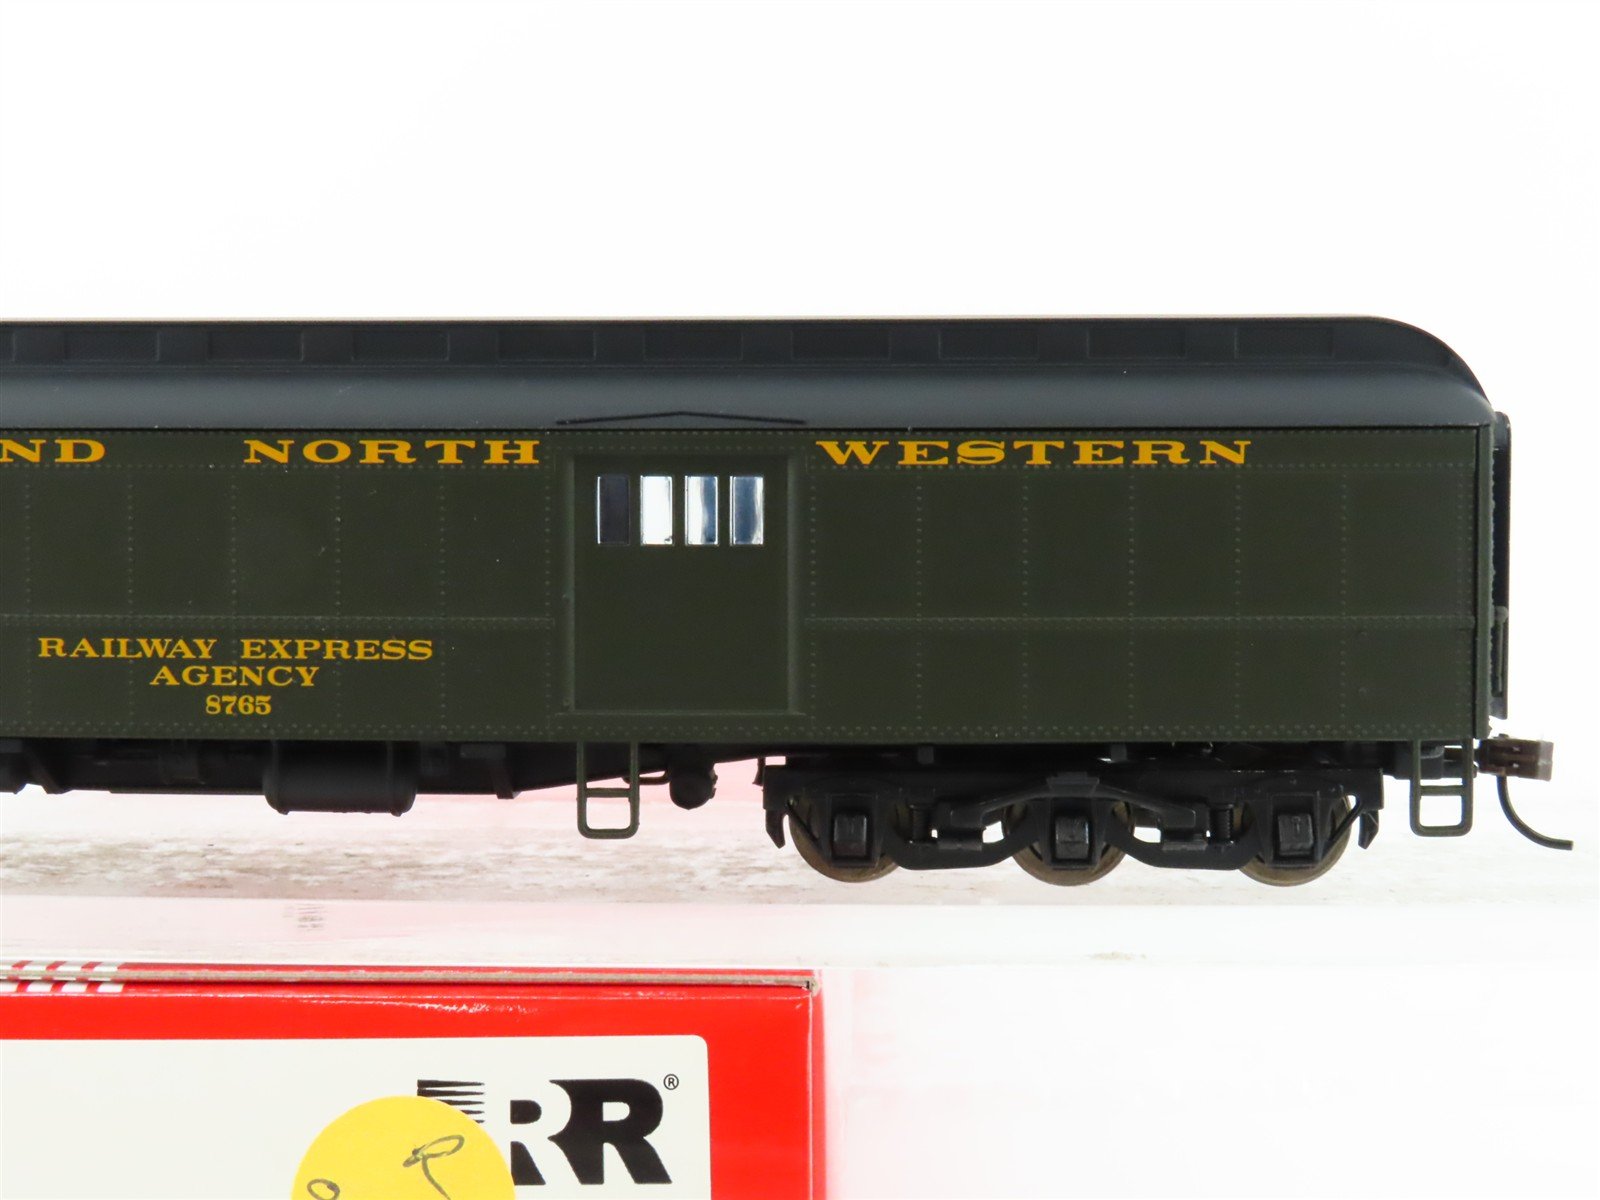 ND NORTH WESTERN
RAILWAY EXPRESS
AGENCY
8765
RR®
R